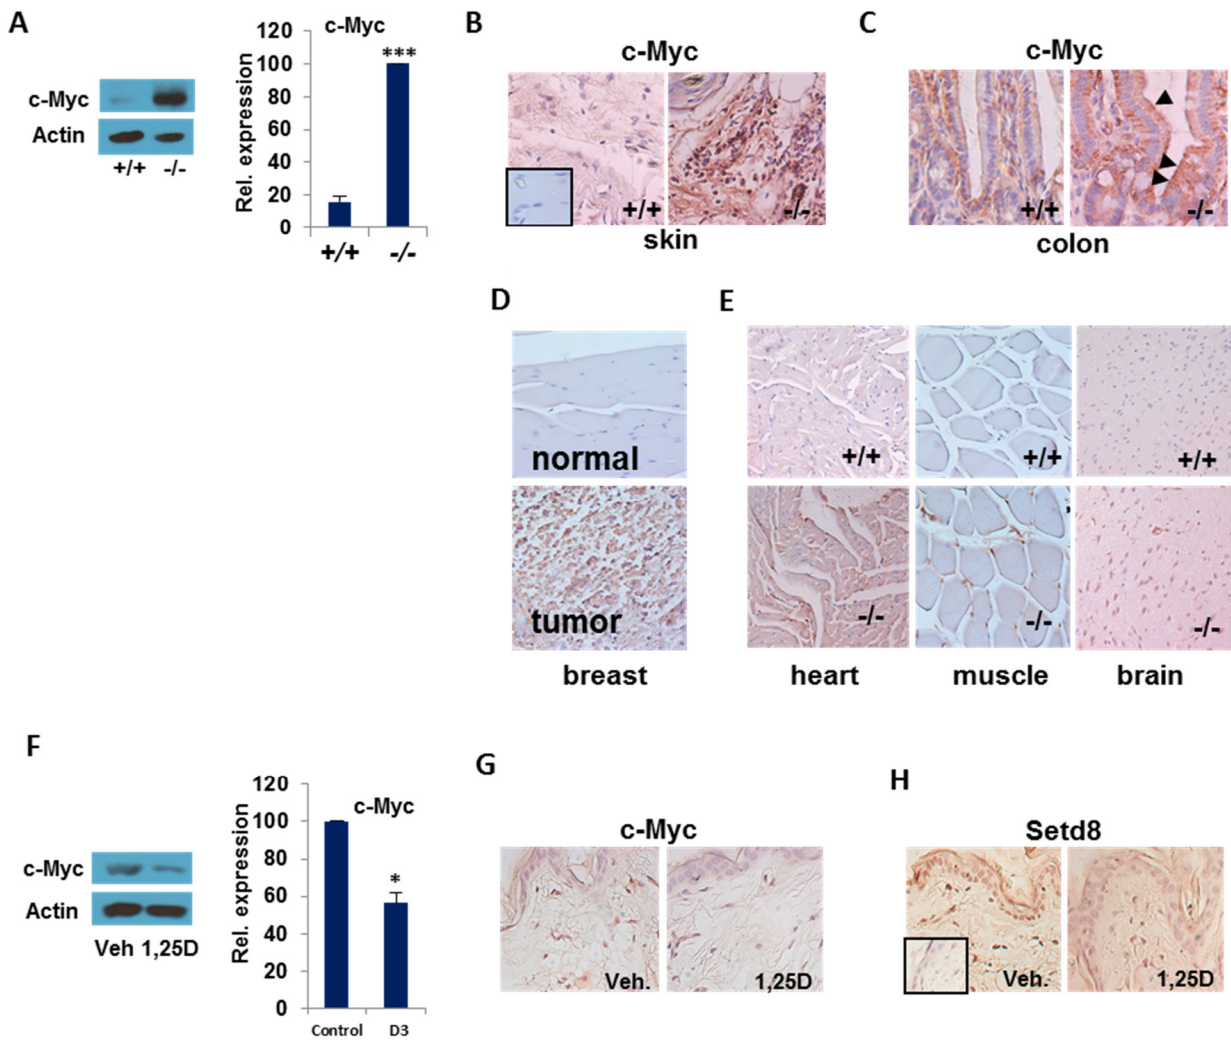 A
c-Myc
Actin
+/+ -/-
c-Myc
Rel. expression
120
100
80
60
40
20
0
***
+/+ -/-
B
c-Myc
+/+ -/-
skin
C
c-Myc
+/+ -/-
colon
D
normal
tumor
breast
E
+/+ +/+ +/+
-/- -/- -/-
heart muscle brain
F
c-Myc
Actin
Veh 1,25D
c-Myc
Rel. expression
120
100
80
60
40
20
0
*
Control D3
G
c-Myc
Veh. 1,25D
H
Setd8
Veh. 1,25D